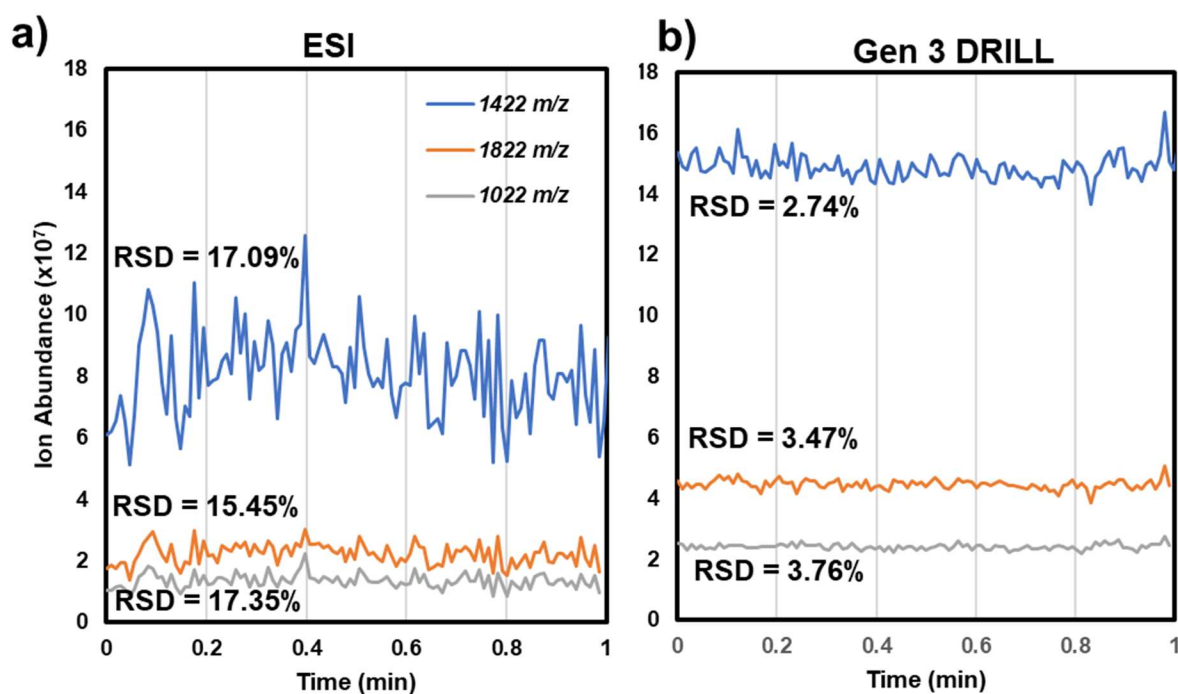 a)
ESI
18
16
14
12
10
8
6
4
2
0
Ion Abundance (x10⁷)
1422 m/z
1822 m/z
1022 m/z
RSD = 17.09%
RSD = 15.45%
RSD = 17.35%
0 0.2 0.4 0.6 0.8 1
Time (min)
b)
Gen 3 DRILL
18
16
14
12
10
8
6
4
2
0
RSD = 2.74%
RSD = 3.47%
RSD = 3.76%
0 0.2 0.4 0.6 0.8 1
Time (min)